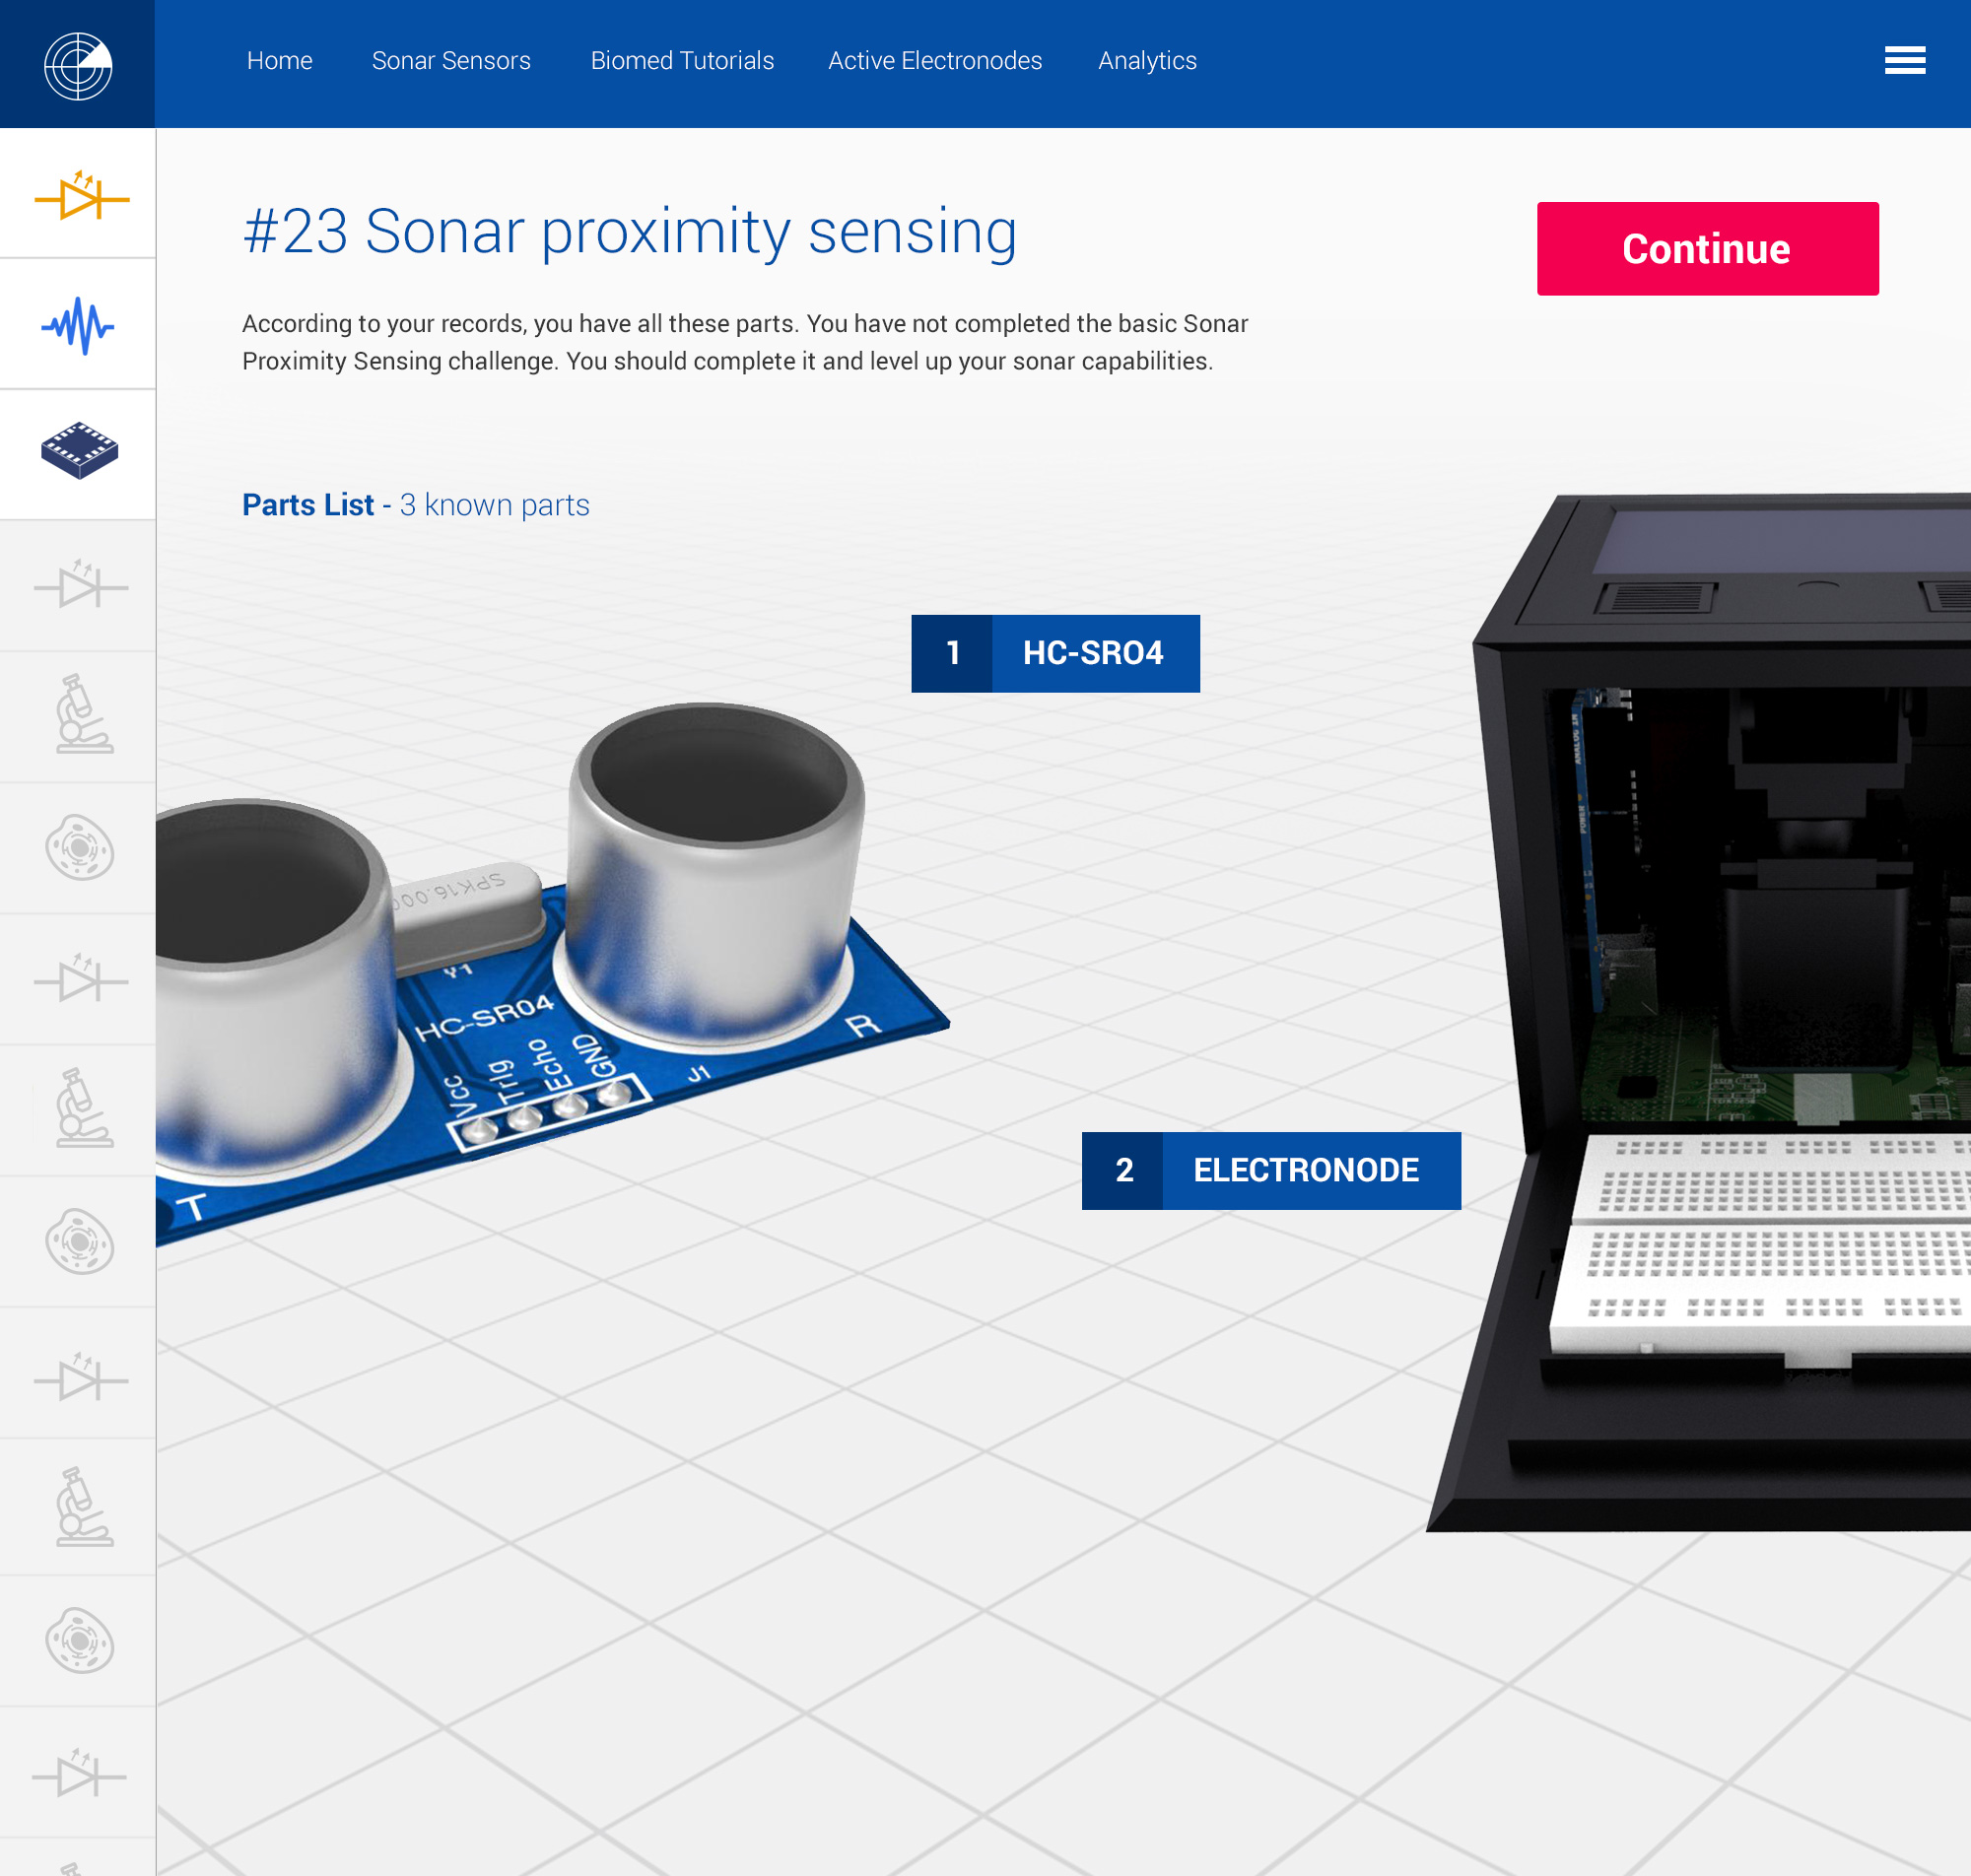 Home Sonar Sensors Biomed Tutorials Active Electronodes Analytics
#23 Sonar proximity sensing
Continue
According to your records, you have all these parts. You have not completed the basic Sonar
Proximity Sensing challenge. You should complete it and level up your sonar capabilities.
Parts List - 3 known parts
1 HC-SRO4
SPK16.000
Y1
HC-SR04
Vcc
Trig
Echo
GND
J1
R
T
2 ELECTRONODE
ANALOG IN
POWER